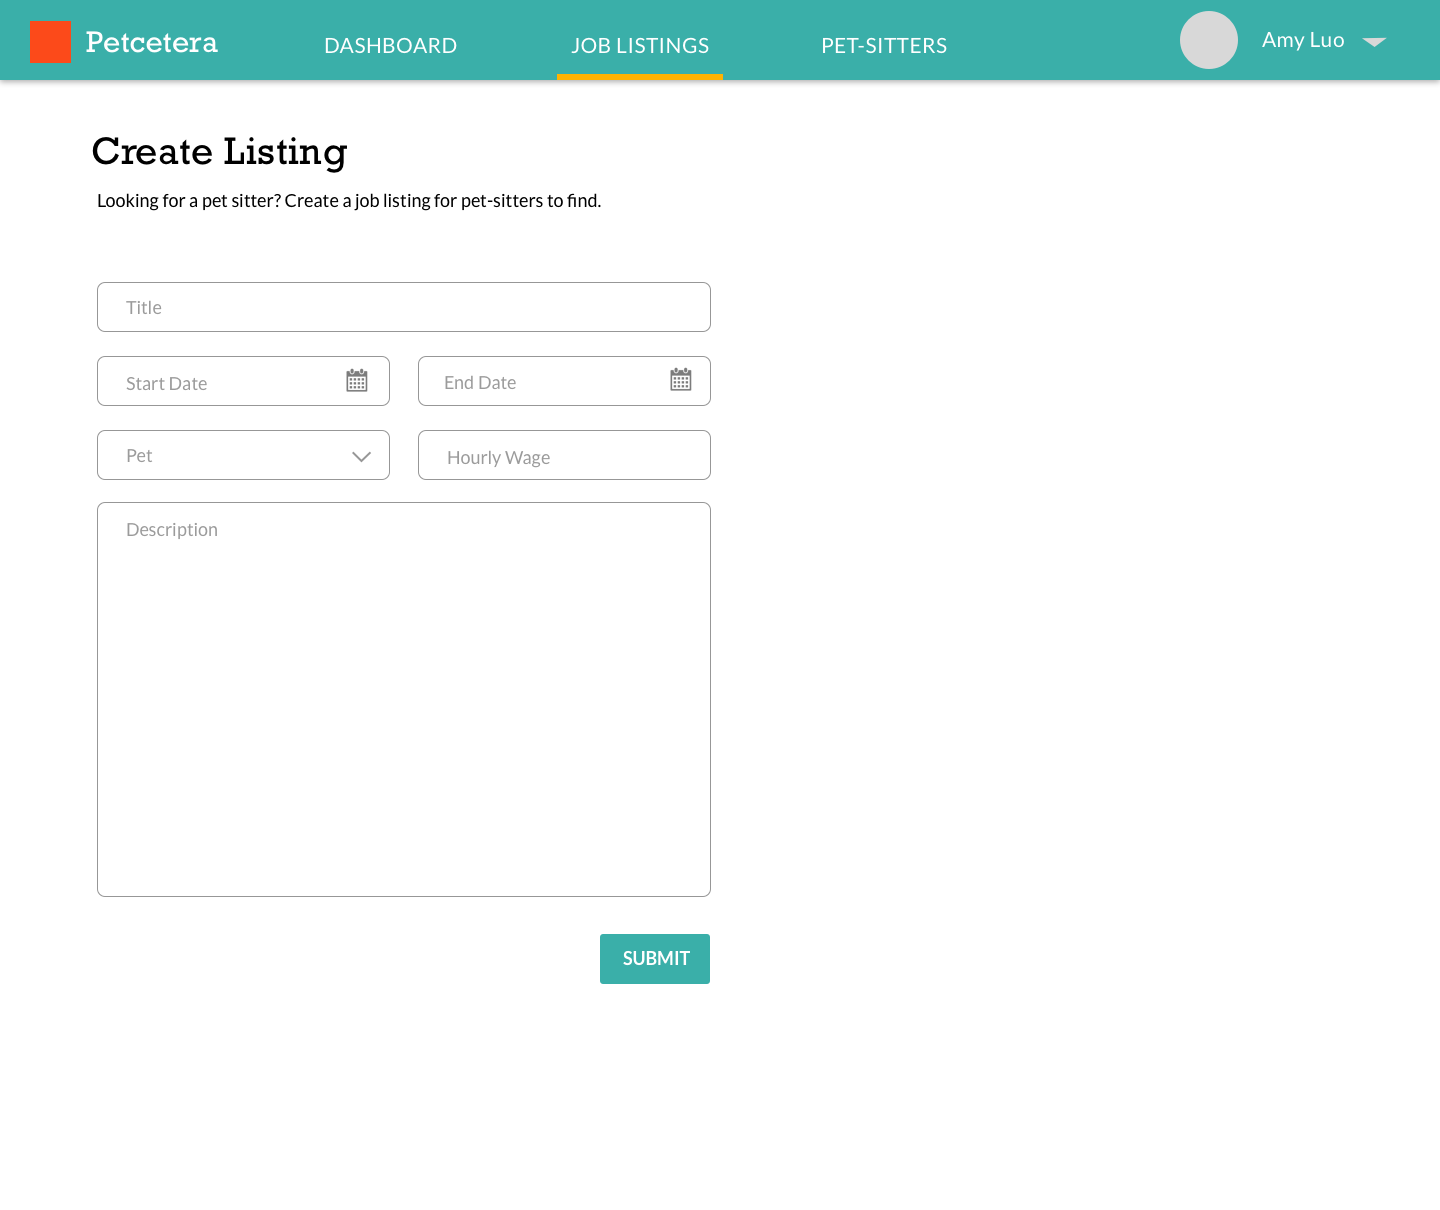 Petcetera DASHBOARD JOB LISTINGS PET-SITTERS Amy Luo
Create Listing
Looking for a pet sitter? Create a job listing for pet-sitters to find.
Title
Start Date End Date
Pet Hourly Wage
Description
SUBMIT